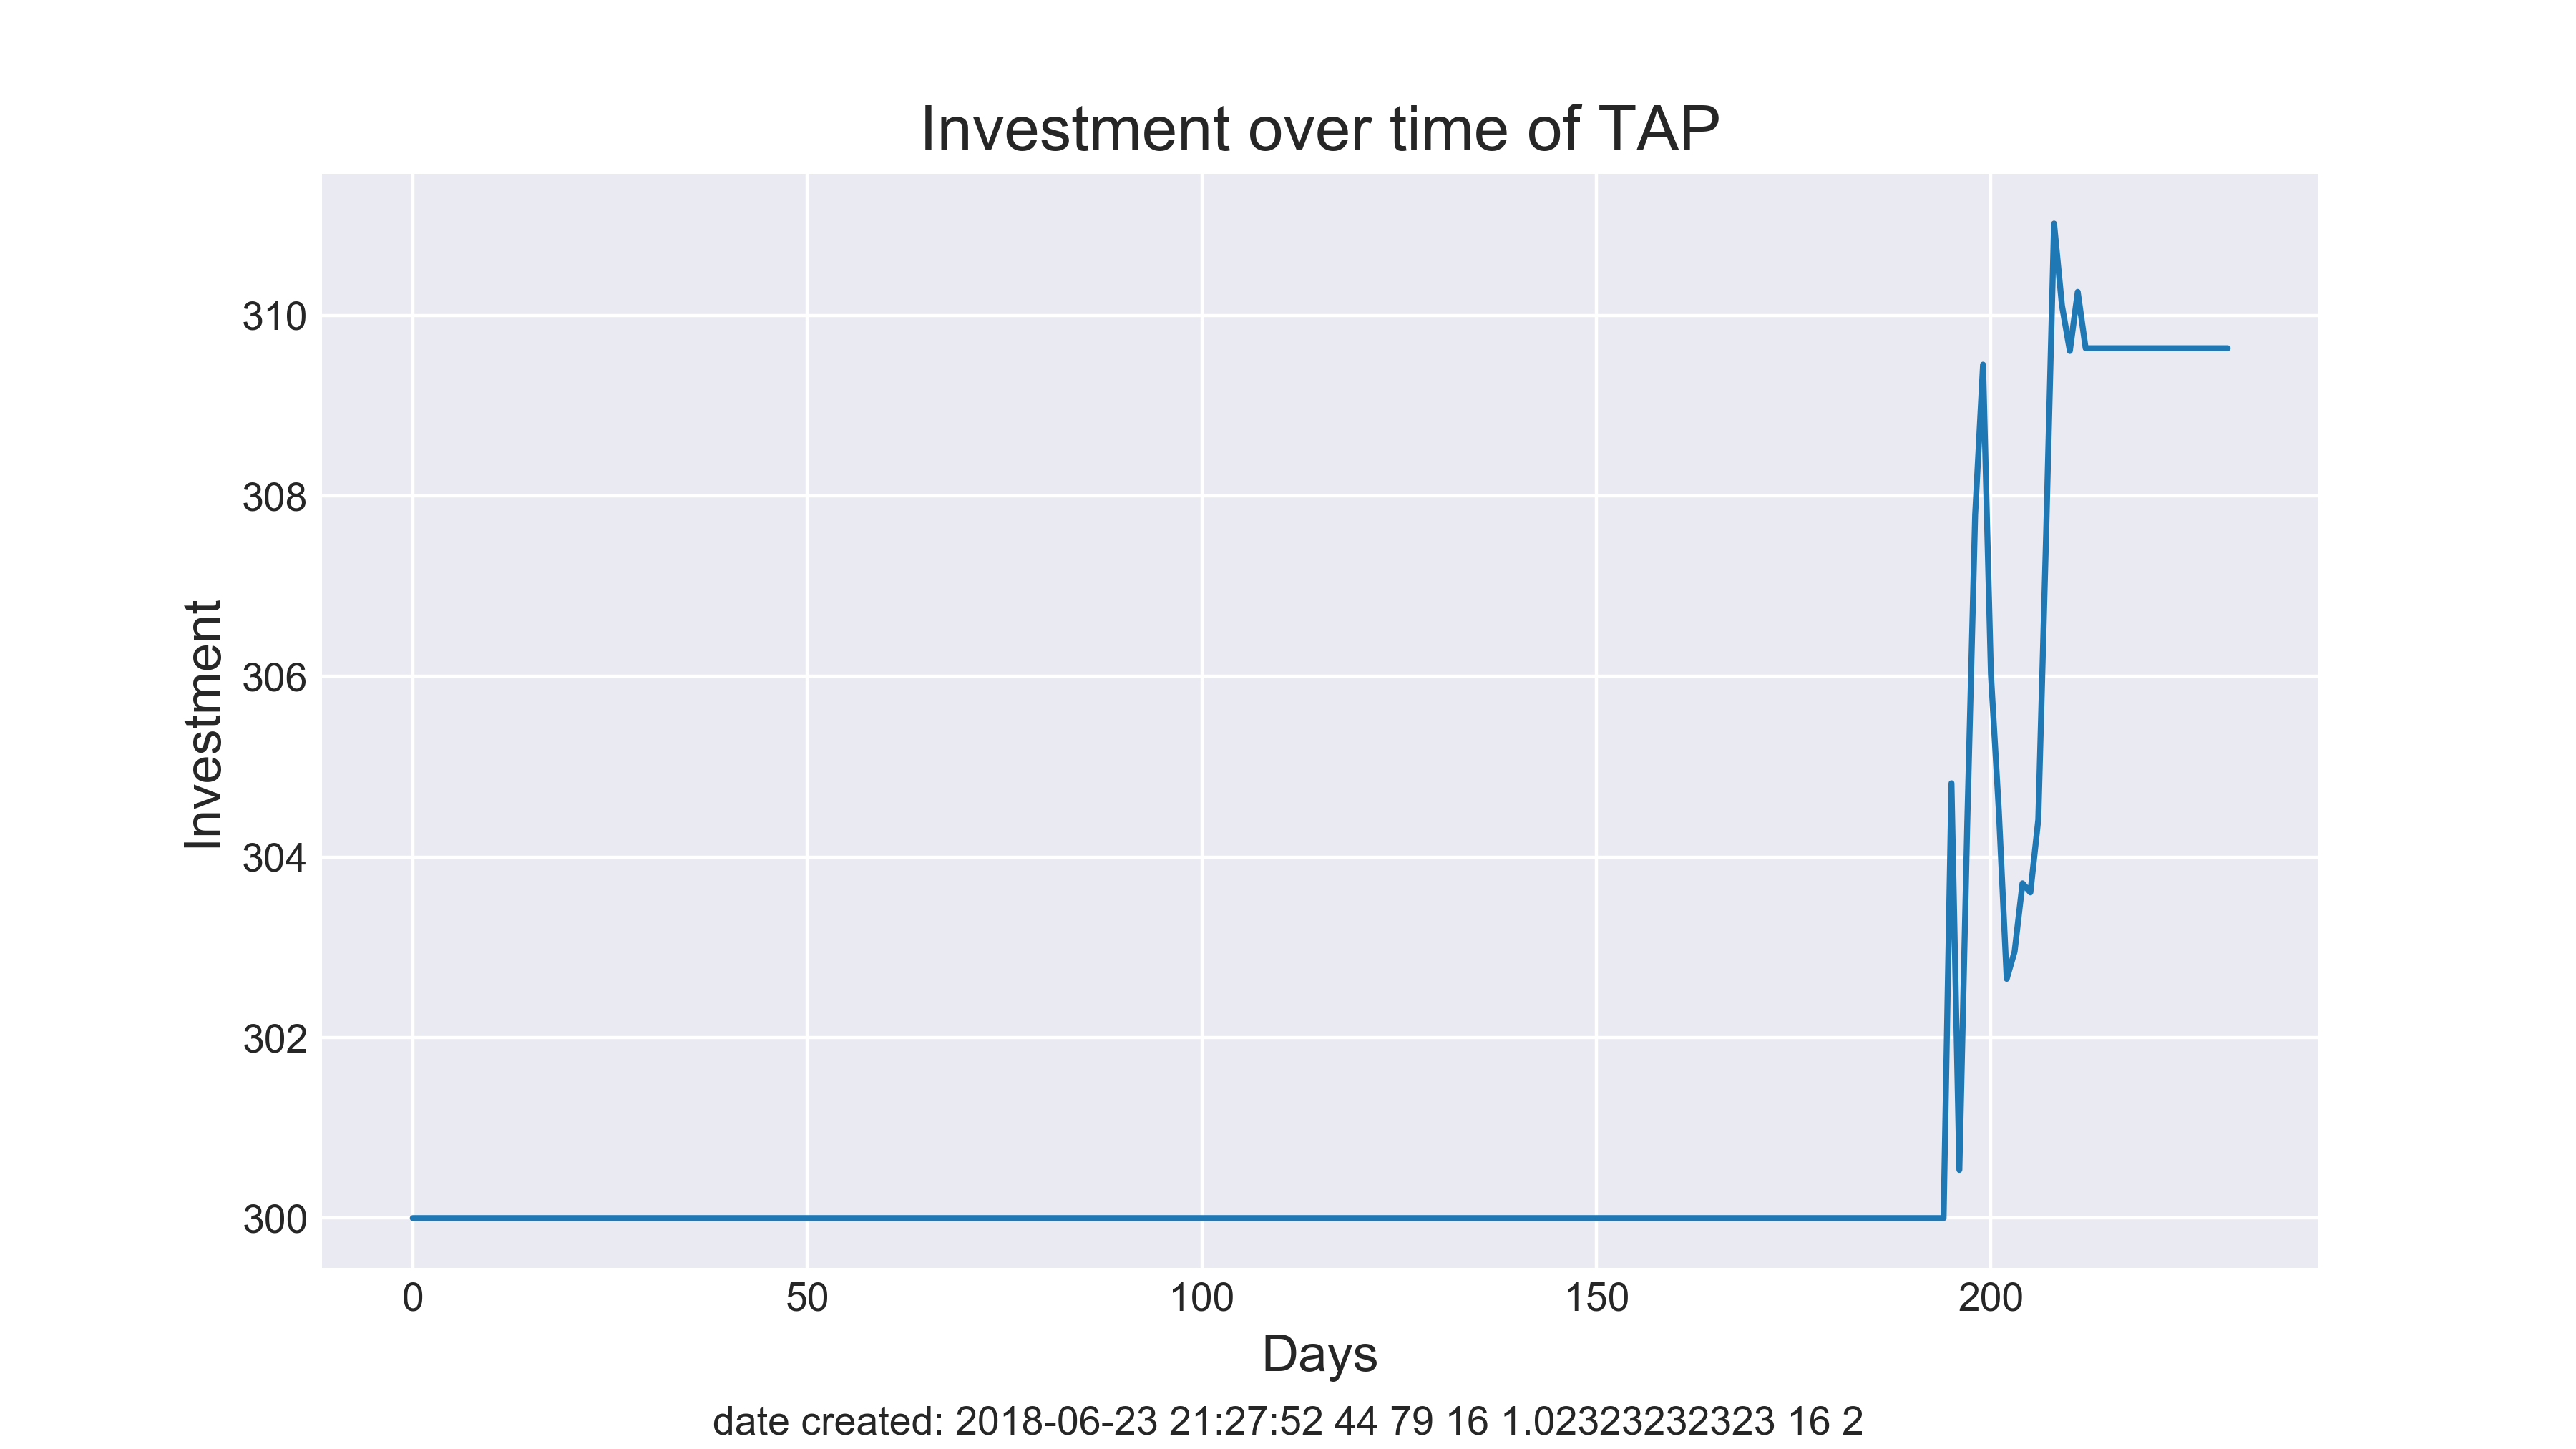 Investment over time of TAP
310
308
306
304
302
300
Investment
0 50 100 150 200
Days
date created: 2018-06-23 21:27:52 44 79 16 1.02323232323 16 2